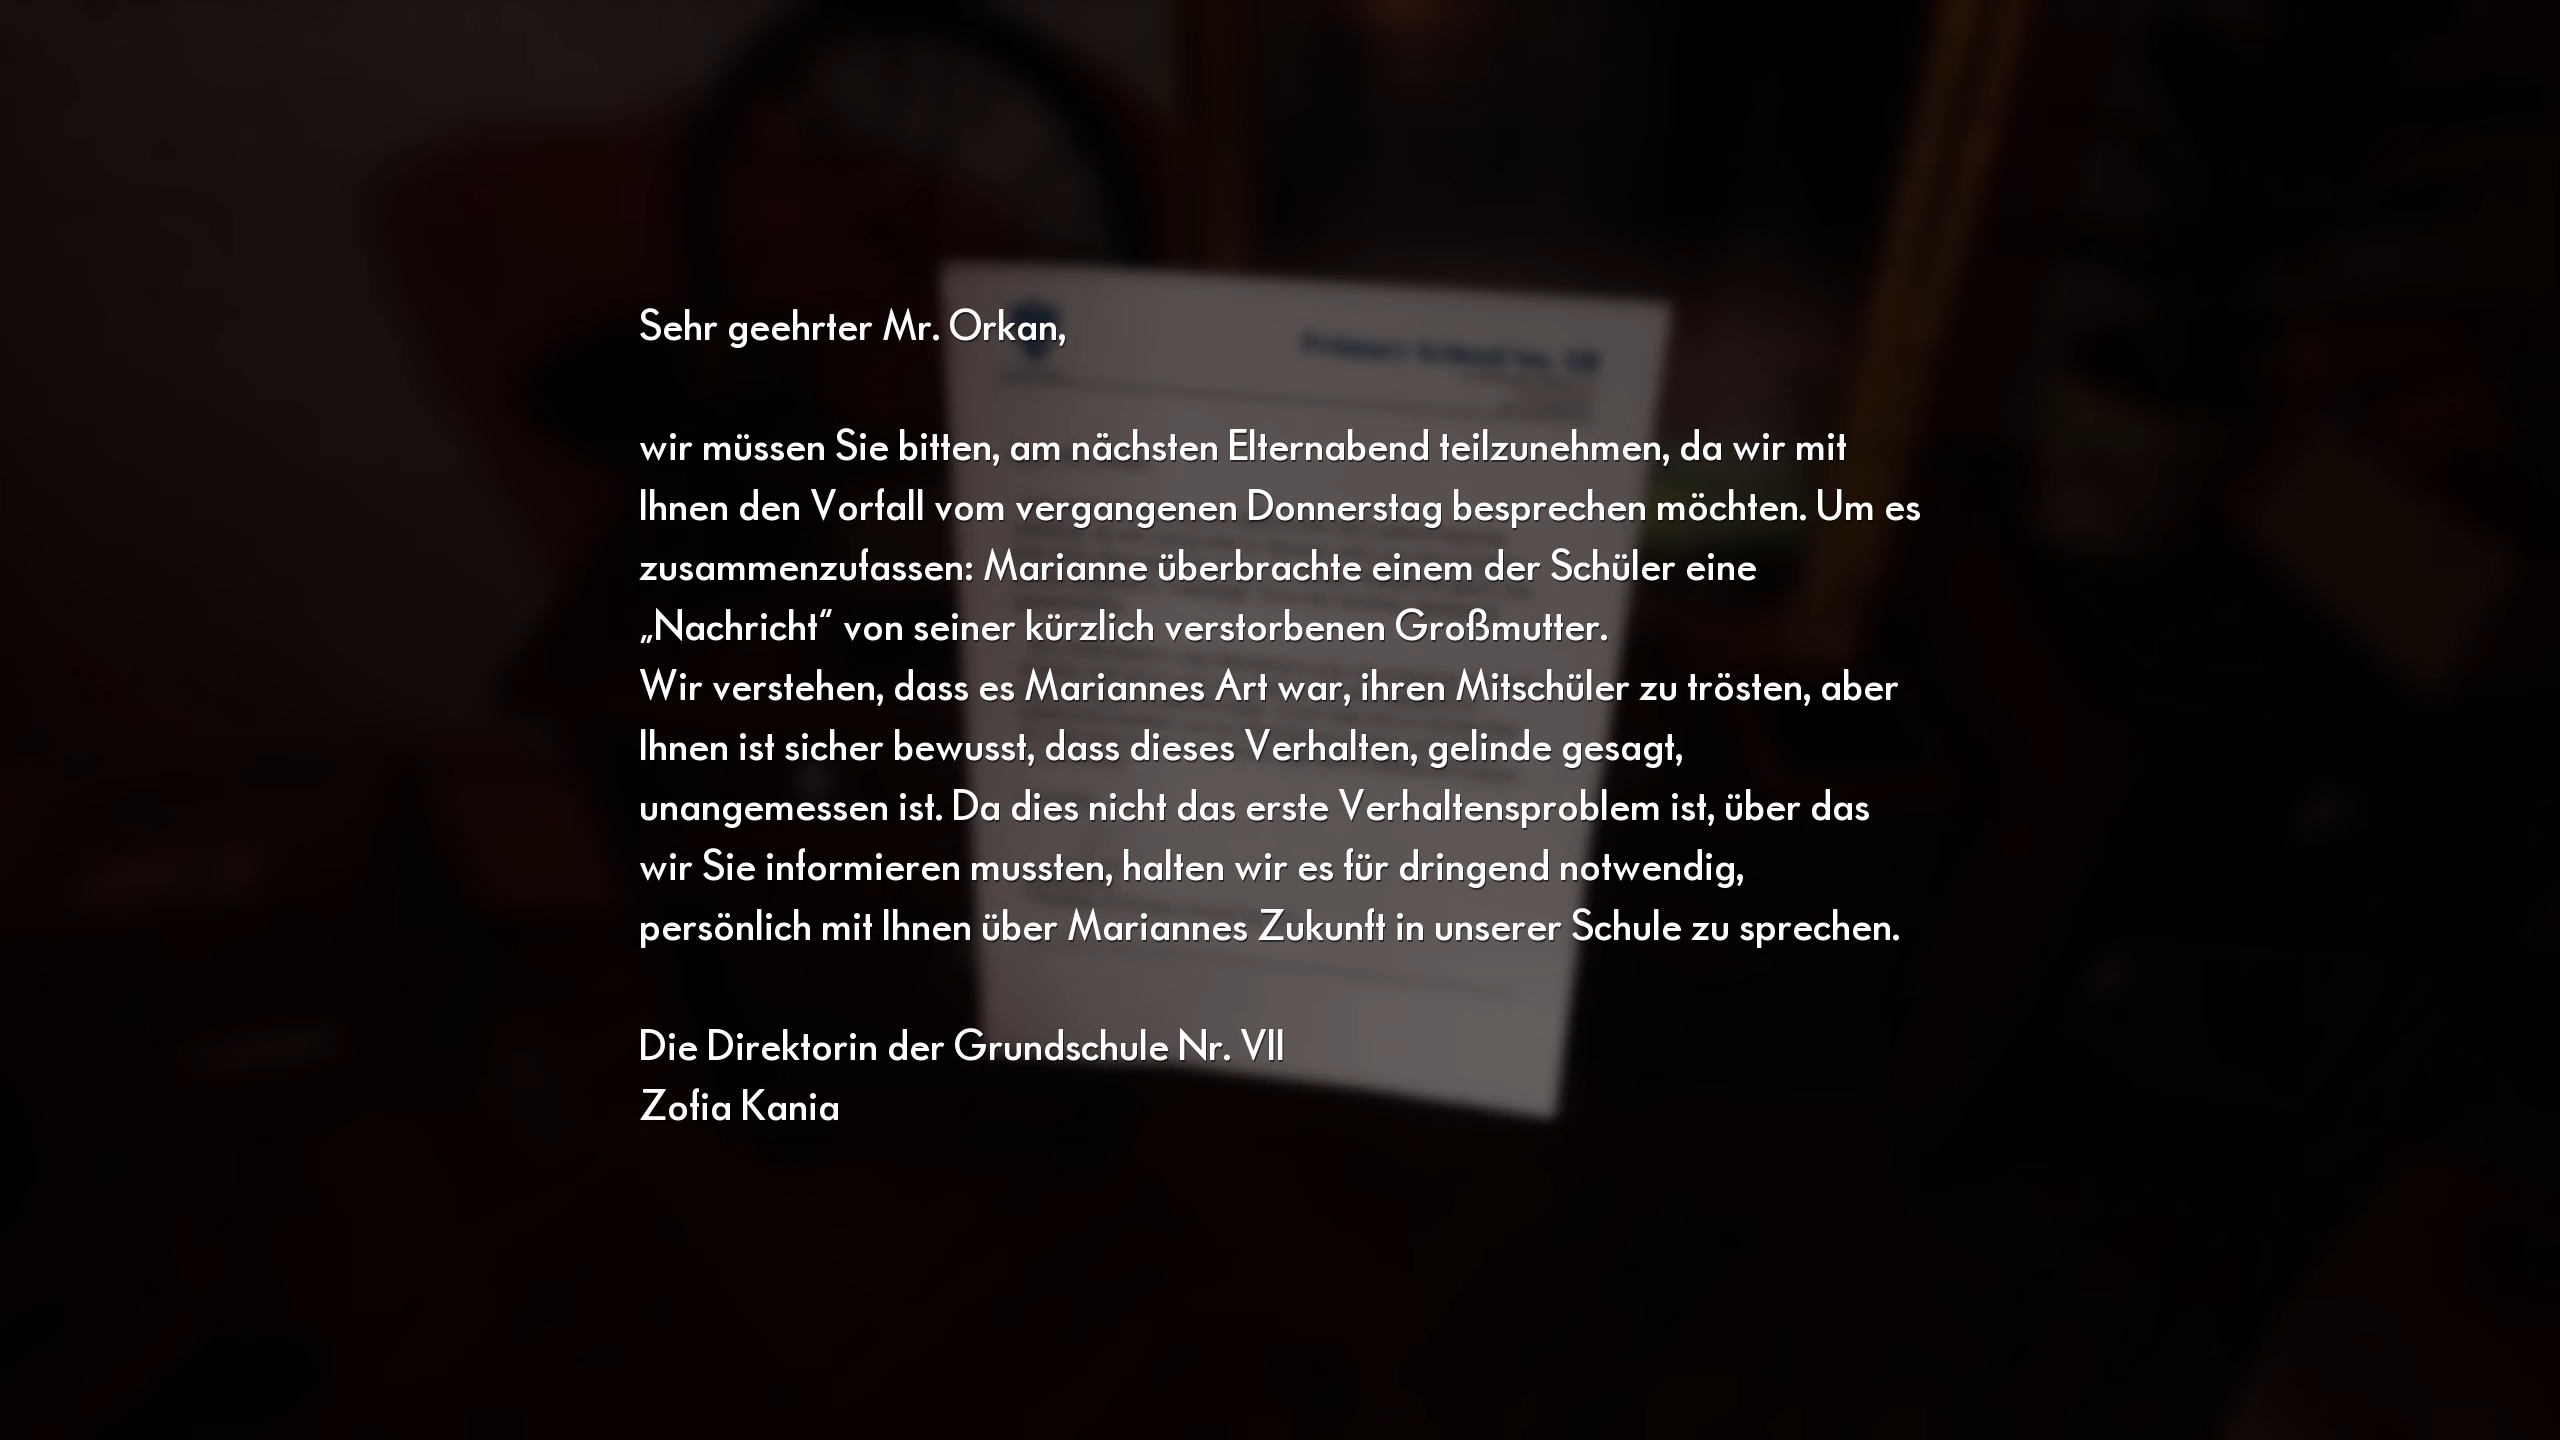 Sehr geehrter Mr. Orkan,
wir müssen Sie bitten, am nächsten Elternabend teilzunehmen, da wir mit
Ihnen den Vorfall vom vergangenen Donnerstag besprechen möchten. Um es
zusammenzufassen: Marianne überbrachte einem der Schüler eine
„Nachricht“ von seiner kürzlich verstorbenen Großmutter.
Wir verstehen, dass es Mariannes Art war, ihren Mitschüler zu trösten, aber
Ihnen ist sicher bewusst, dass dieses Verhalten, gelinde gesagt,
unangemessen ist. Da dies nicht das erste Verhaltensproblem ist, über das
wir Sie informieren mussten, halten wir es für dringend notwendig,
persönlich mit Ihnen über Mariannes Zukunft in unserer Schule zu sprechen.
Die Direktorin der Grundschule Nr. VII
Zofia Kania